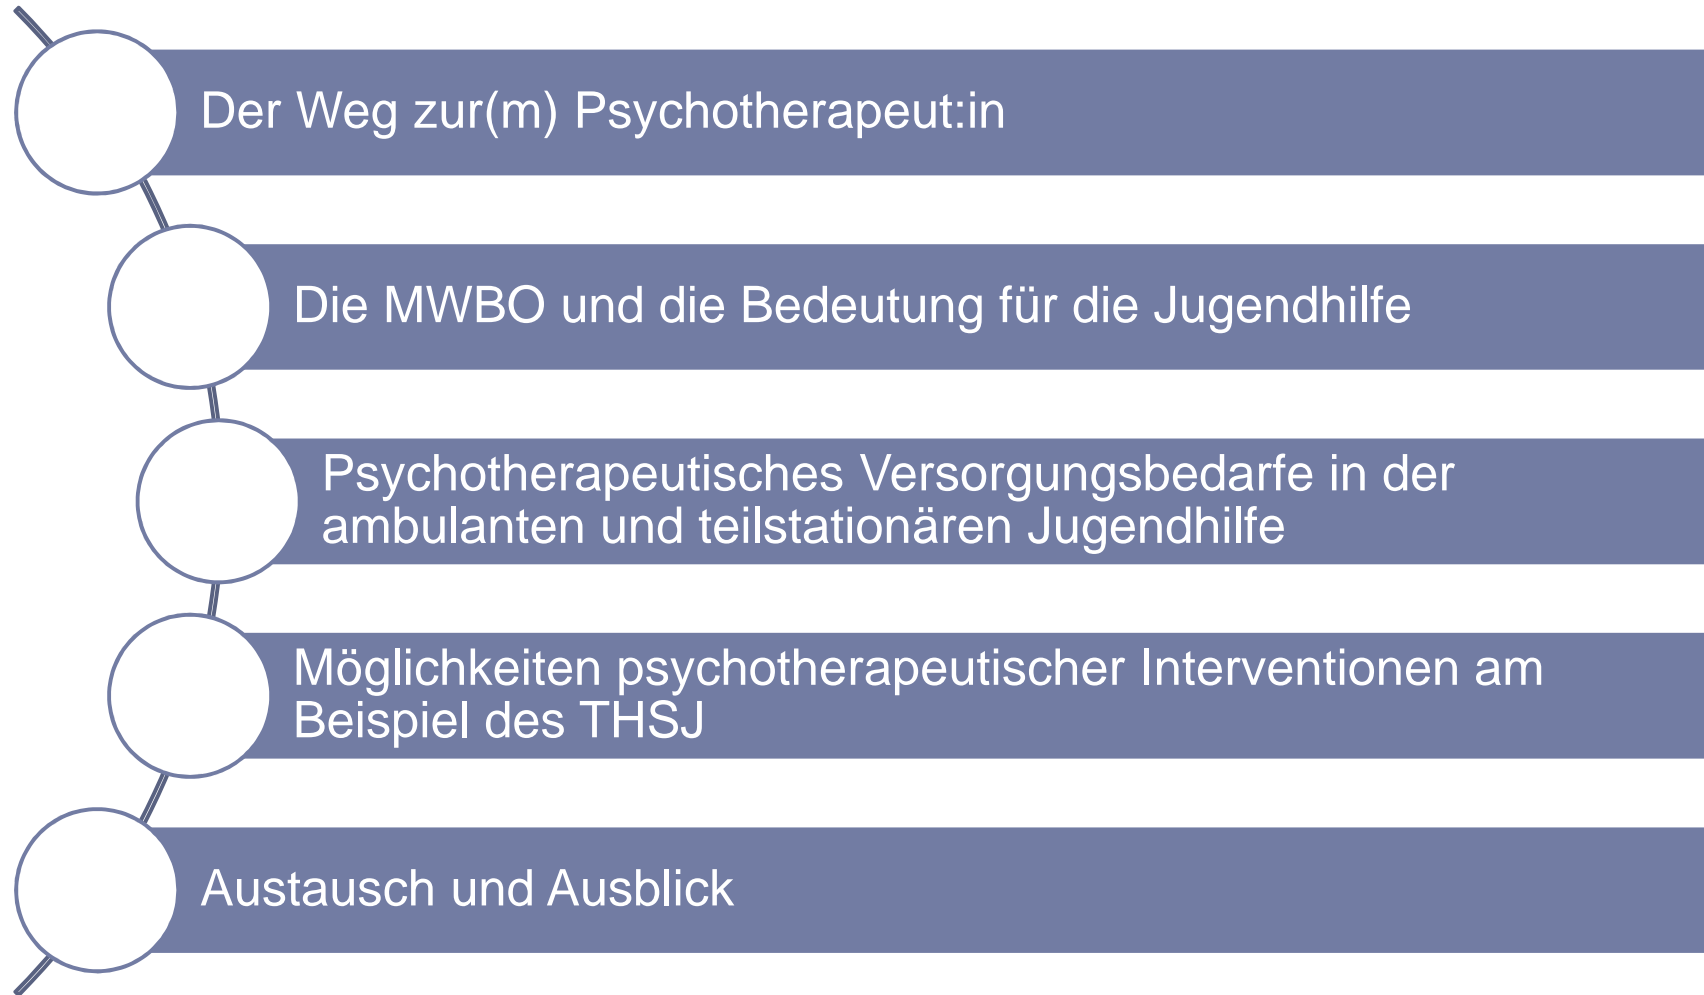 Der Weg zur(m) Psychotherapeut:in
Die MWBO und die Bedeutung für die Jugendhilfe
Psychotherapeutisches Versorgungsbedarfe in der
ambulanten und teilstationären Jugendhilfe
Möglichkeiten psychotherapeutischer Interventionen am
Beispiel des THSJ
Austausch und Ausblick